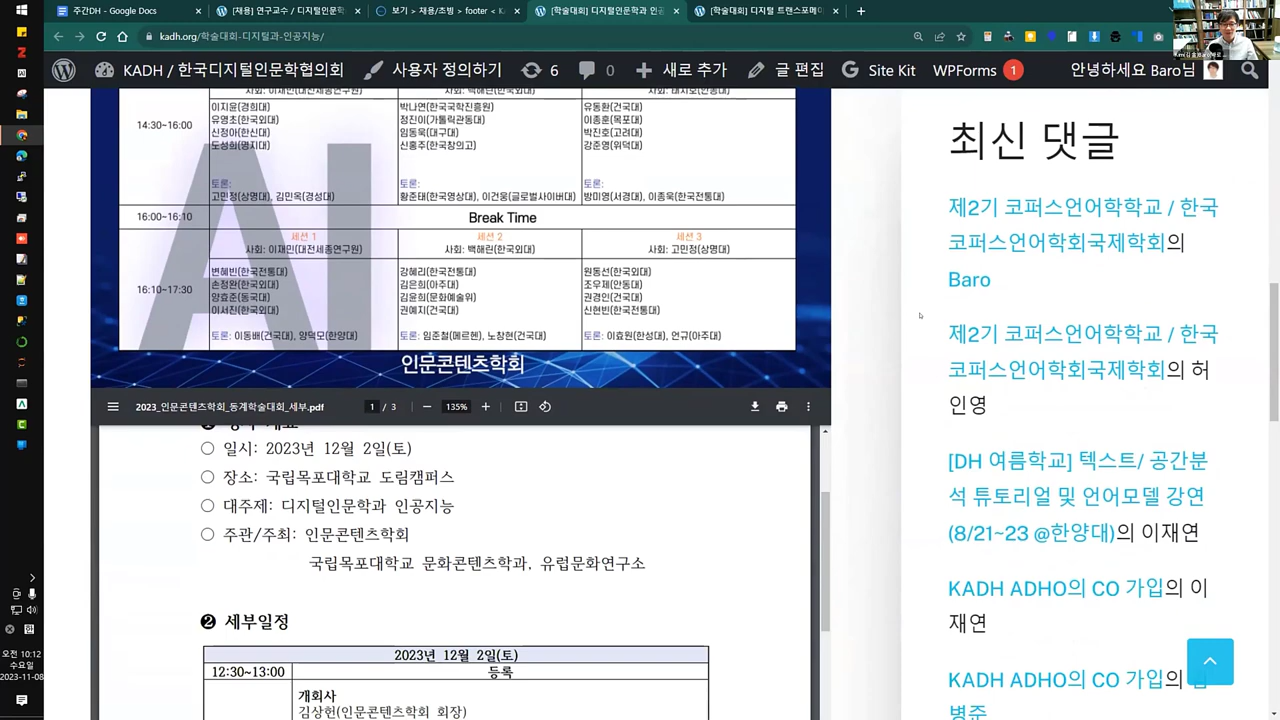 주간DH - Google Docs
[채용] 연구교수 / 디지털인문학
보기 > 채용/초빙 > footer < K
[학술대회] 디지털인문학과 인공
[학술대회] 디지털 트랜스포메이
kadh.org/학술대회-디지털과-인공지능/
KADH / 한국디지털인문학협의회
사용자 정의하기
6
0
새로 추가
글 편집
Site Kit
WPForms
1
안녕하세요 Baro님
사회: 이재민(대전세종연구원)
사회: 백해린(한국외대)
14:30~16:00
이지윤(경희대)
유영초(한국외대)
신정아(한신대)
도성희(명지대)
토론:
고민정(상명대), 김민옥(경성대)
박나연(한국국학진흥원)
정진이(가톨릭관동대)
임동욱(대구대)
신홍주(한국창의고)
토론:
황준태(한국영상대), 이건웅(글로벌사이버대)
유동환(건국대)
이종훈(목포대)
박진호(고려대)
강준영(위덕대)
토론:
방미영(서경대), 이종욱(한국전통대)
16:00~16:10
Break Time
세션 1
사회: 이재민(대전세종연구원)
세션 2
사회: 백해린(한국외대)
세션 3
사회: 고민정(상명대)
16:10~17:30
변혜빈(한국전통대)
손정완(한국외대)
양효준(동국대)
이서진(한국외대)
토론: 이동배(건국대), 양덕모(한양대)
강혜리(한국전통대)
김은희(아주대)
김윤희(문화예술위)
권예지(건국대)
토론: 임준철(메르헨), 노창현(건국대)
원동선(한국외대)
조우제(안동대)
권경인(건국대)
신현빈(한국전통대)
토론: 이효원(한성대), 연규(아주대)
AI
인문콘텐츠학회
2023_인문콘텐츠학회_동계학술대회_세부.pdf
1 / 3
135%
○ 일시: 2023년 12월 2일(토)
○ 장소: 국립목포대학교 도림캠퍼스
○ 대주제: 디지털인문학과 인공지능
○ 주관/주최: 인문콘텐츠학회
국립목포대학교 문화콘텐츠학과, 유럽문화연구소
❷ 세부일정
2023년 12월 2일(토)
12:30~13:00
등록
개회사
김상헌(인문콘텐츠학회 회장)
최신 댓글
제2기 코퍼스언어학학교 / 한국
코퍼스언어학회국제학회의
Baro
제2기 코퍼스언어학학교 / 한국
코퍼스언어학회국제학회의 허
인영
[DH 여름학교] 텍스트/ 공간분
석 튜토리얼 및 언어모델 강연
(8/21~23 @한양대)의 이재연
KADH ADHO의 CO 가입의 이
재연
KADH ADHO의 CO 가입의 김
병준
오전 10:12
수요일
2023-11-08